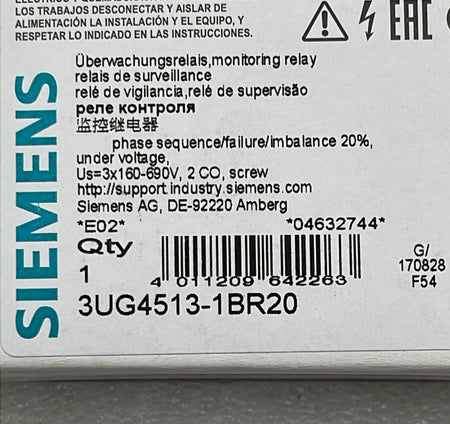 LOS TRABAJOS DESCONECTAR Y AISLAR DE
ALIMENTACIÓN LA INSTALACIÓN Y EL EQUIPO, Y
RESPETAR LO INDICADO EN LAS INSTRUCCIONES.
EAC
SIEMENS
Überwachungsrelais,monitoring relay
relais de surveillance
relé de vigilancia,relé de supervisão
реле контроля
监控继电器
phase sequence/failure/imbalance 20%,
under voltage,
Us=3x160-690V, 2 CO, screw
http://support.industry.siemens.com
Siemens AG, DE-92220 Amberg
*E02* *04632744*
Qty
1
4 011209 642263
G/
170828
F54
3UG4513-1BR20